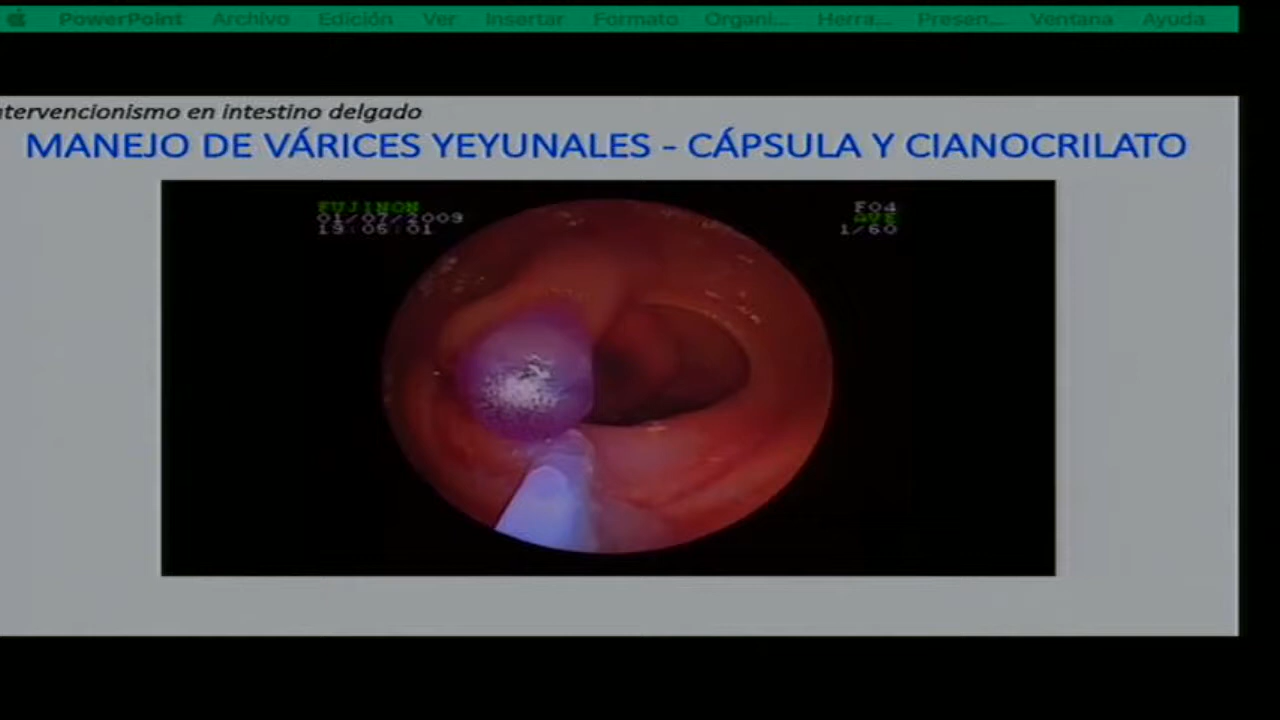 PowerPoint Archivo Edición Ver Insertar Formato Organi... Herra... Presen... Ventana Ayuda
ntervencionismo en intestino delgado
MANEJO DE VÁRICES YEYUNALES - CÁPSULA Y CIANOCRILATO
FUJINON F04
01/07/2009 AVE
19:06:01 1/60